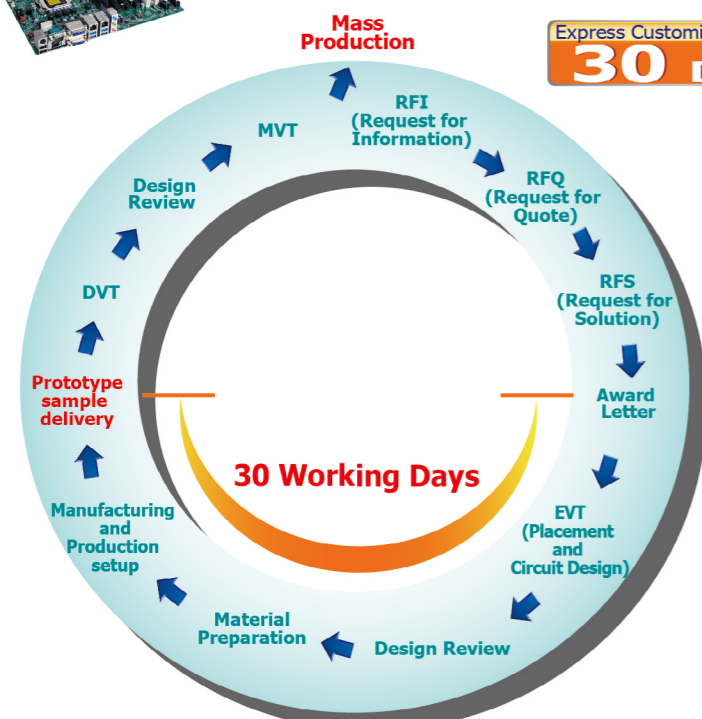 Mass
Production
Express Customi
30
RFI
(Request for
Information)
RFQ
(Request for
Quote)
RFS
(Request for
Solution)
Award
Letter
EVT
(Placement
and
Circuit Design)
Design Review
Material
Preparation
Manufacturing
and
Production
setup
Prototype
sample
delivery
DVT
Design
Review
MVT
30 Working Days